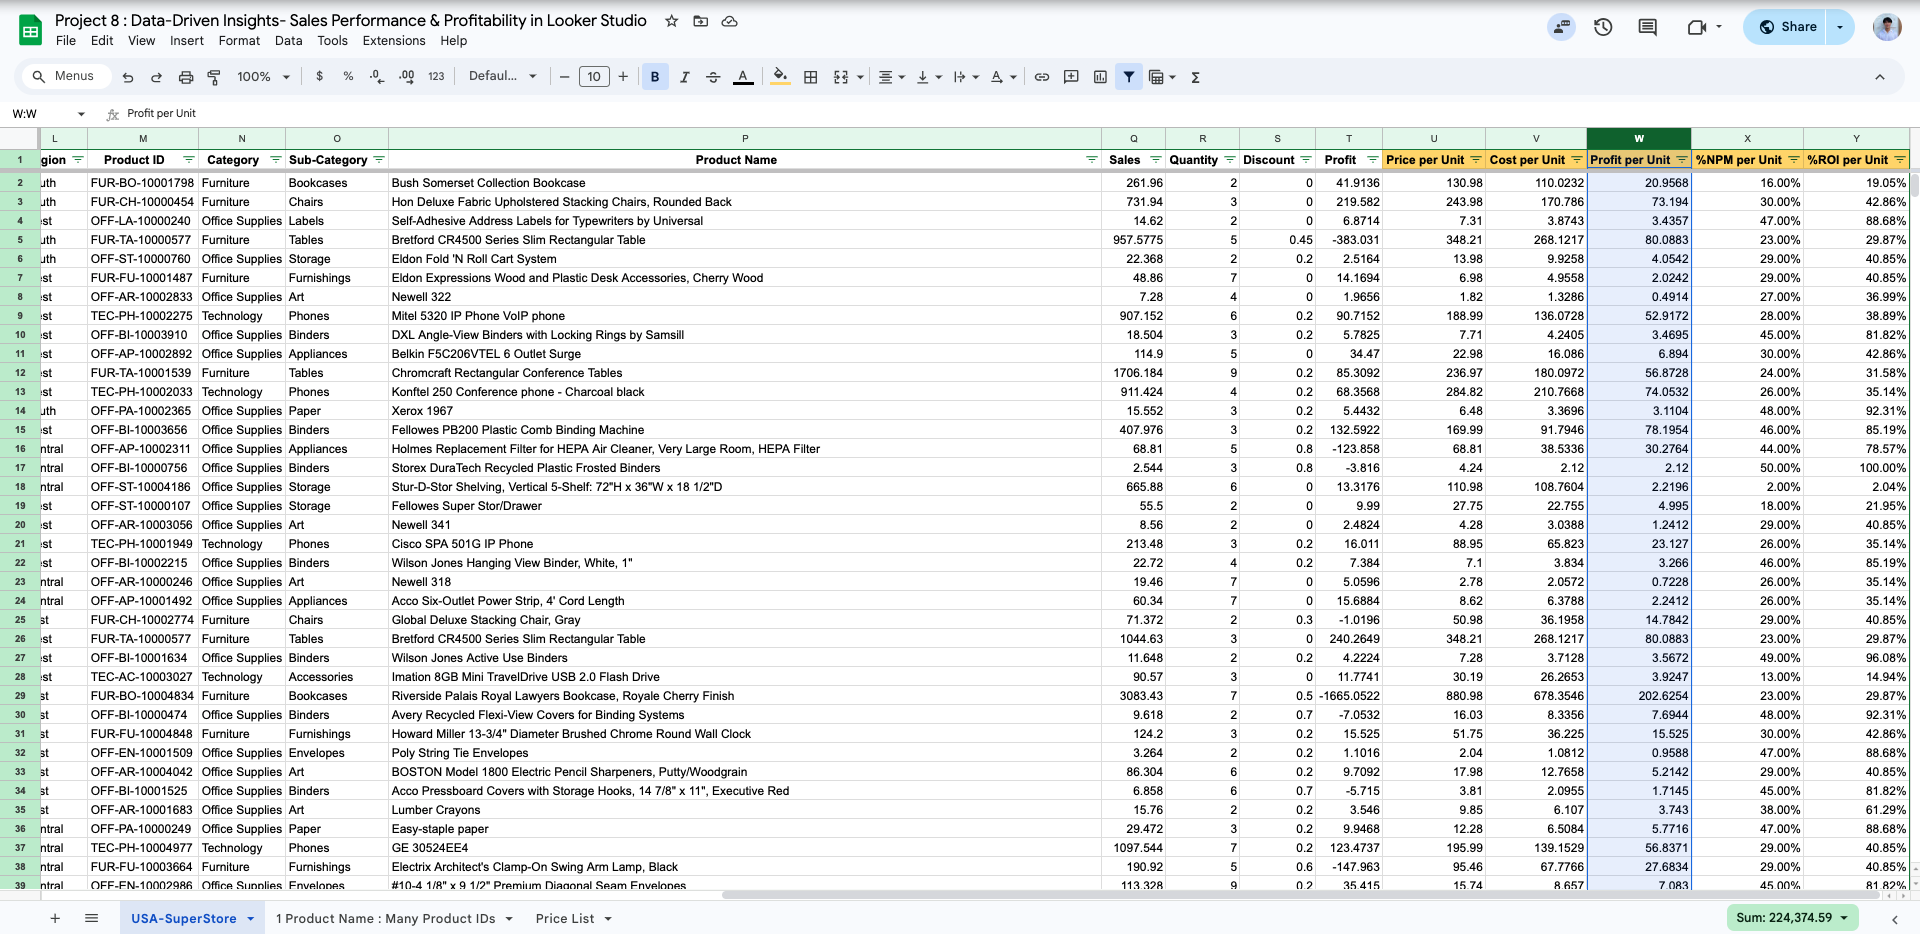 Project 8 : Data-Driven Insights- Sales Performance & Profitability in Looker Studio
File Edit View Insert Format Data Tools Extensions Help
Share
Menus 100% $ % .0 .00 123 Defaul... − 10 + B I S A Σ
W:W fx Profit per Unit
L M N O P Q R S T U V W X Y
1 gion Product ID Category Sub-Category Product Name Sales Quantity Discount Profit Price per Unit Cost per Unit Profit per Unit %NPM per Unit %ROI per Unit
2 uth FUR-BO-10001798 Furniture Bookcases Bush Somerset Collection Bookcase 261.96 2 0 41.9136 130.98 110.0232 20.9568 16.00% 19.05%
3 uth FUR-CH-10000454 Furniture Chairs Hon Deluxe Fabric Upholstered Stacking Chairs, Rounded Back 731.94 3 0 219.582 243.98 170.786 73.194 30.00% 42.86%
4 est OFF-LA-10000240 Office Supplies Labels Self-Adhesive Address Labels for Typewriters by Universal 14.62 2 0 6.8714 7.31 3.8743 3.4357 47.00% 88.68%
5 uth FUR-TA-10000577 Furniture Tables Bretford CR4500 Series Slim Rectangular Table 957.5775 5 0.45 -383.031 348.21 268.1217 80.0883 23.00% 29.87%
6 uth OFF-ST-10000760 Office Supplies Storage Eldon Fold 'N Roll Cart System 22.368 2 0.2 2.5164 13.98 9.9258 4.0542 29.00% 40.85%
7 est FUR-FU-10001487 Furniture Furnishings Eldon Expressions Wood and Plastic Desk Accessories, Cherry Wood 48.86 7 0 14.1694 6.98 4.9558 2.0242 29.00% 40.85%
8 est OFF-AR-10002833 Office Supplies Art Newell 322 7.28 4 0 1.9656 1.82 1.3286 0.4914 27.00% 36.99%
9 est TEC-PH-10002275 Technology Phones Mitel 5320 IP Phone VoIP phone 907.152 6 0.2 90.7152 188.99 136.0728 52.9172 28.00% 38.89%
10 est OFF-BI-10003910 Office Supplies Binders DXL Angle-View Binders with Locking Rings by Samsill 18.504 3 0.2 5.7825 7.71 4.2405 3.4695 45.00% 81.82%
11 est OFF-AP-10002892 Office Supplies Appliances Belkin F5C206VTEL 6 Outlet Surge 114.9 5 0 34.47 22.98 16.086 6.894 30.00% 42.86%
12 est FUR-TA-10001539 Furniture Tables Chromcraft Rectangular Conference Tables 1706.184 9 0.2 85.3092 236.97 180.0972 56.8728 24.00% 31.58%
13 est TEC-PH-10002033 Technology Phones Konftel 250 Conference phone - Charcoal black 911.424 4 0.2 68.3568 284.82 210.7668 74.0532 26.00% 35.14%
14 uth OFF-PA-10002365 Office Supplies Paper Xerox 1967 15.552 3 0.2 5.4432 6.48 3.3696 3.1104 48.00% 92.31%
15 est OFF-BI-10003656 Office Supplies Binders Fellowes PB200 Plastic Comb Binding Machine 407.976 3 0.2 132.5922 169.99 91.7946 78.1954 46.00% 85.19%
16 ntral OFF-AP-10002311 Office Supplies Appliances Holmes Replacement Filter for HEPA Air Cleaner, Very Large Room, HEPA Filter 68.81 5 0.8 -123.858 68.81 38.5336 30.2764 44.00% 78.57%
17 ntral OFF-BI-10000756 Office Supplies Binders Storex DuraTech Recycled Plastic Frosted Binders 2.544 3 0.8 -3.816 4.24 2.12 2.12 50.00% 100.00%
18 ntral OFF-ST-10004186 Office Supplies Storage Stur-D-Stor Shelving, Vertical 5-Shelf: 72"H x 36"W x 18 1/2"D 665.88 6 0 13.3176 110.98 108.7604 2.2196 2.00% 2.04%
19 est OFF-ST-10000107 Office Supplies Storage Fellowes Super Stor/Drawer 55.5 2 0 9.99 27.75 22.755 4.995 18.00% 21.95%
20 est OFF-AR-10003056 Office Supplies Art Newell 341 8.56 2 0 2.4824 4.28 3.0388 1.2412 29.00% 40.85%
21 est TEC-PH-10001949 Technology Phones Cisco SPA 501G IP Phone 213.48 3 0.2 16.011 88.95 65.823 23.127 26.00% 35.14%
22 est OFF-BI-10002215 Office Supplies Binders Wilson Jones Hanging View Binder, White, 1" 22.72 4 0.2 7.384 7.1 3.834 3.266 46.00% 85.19%
23 ntral OFF-AR-10000246 Office Supplies Art Newell 318 19.46 7 0 5.0596 2.78 2.0572 0.7228 26.00% 35.14%
24 ntral OFF-AP-10001492 Office Supplies Appliances Acco Six-Outlet Power Strip, 4' Cord Length 60.34 7 0 15.6884 8.62 6.3788 2.2412 26.00% 35.14%
25 st FUR-CH-10002774 Furniture Chairs Global Deluxe Stacking Chair, Gray 71.372 2 0.3 -1.0196 50.98 36.1958 14.7842 29.00% 40.85%
26 est FUR-TA-10000577 Furniture Tables Bretford CR4500 Series Slim Rectangular Table 1044.63 3 0 240.2649 348.21 268.1217 80.0883 23.00% 29.87%
27 est OFF-BI-10001634 Office Supplies Binders Wilson Jones Active Use Binders 11.648 2 0.2 4.2224 7.28 3.7128 3.5672 49.00% 96.08%
28 est TEC-AC-10003027 Technology Accessories Imation 8GB Mini TravelDrive USB 2.0 Flash Drive 90.57 3 0 11.7741 30.19 26.2653 3.9247 13.00% 14.94%
29 st FUR-BO-10004834 Furniture Bookcases Riverside Palais Royal Lawyers Bookcase, Royale Cherry Finish 3083.43 7 0.5 -1665.0522 880.98 678.3546 202.6254 23.00% 29.87%
30 st OFF-BI-10000474 Office Supplies Binders Avery Recycled Flexi-View Covers for Binding Systems 9.618 2 0.7 -7.0532 16.03 8.3356 7.6944 48.00% 92.31%
31 st FUR-FU-10004848 Furniture Furnishings Howard Miller 13-3/4" Diameter Brushed Chrome Round Wall Clock 124.2 3 0.2 15.525 51.75 36.225 15.525 30.00% 42.86%
32 st OFF-EN-10001509 Office Supplies Envelopes Poly String Tie Envelopes 3.264 2 0.2 1.1016 2.04 1.0812 0.9588 47.00% 88.68%
33 st OFF-AR-10004042 Office Supplies Art BOSTON Model 1800 Electric Pencil Sharpeners, Putty/Woodgrain 86.304 6 0.2 9.7092 17.98 12.7658 5.2142 29.00% 40.85%
34 st OFF-BI-10001525 Office Supplies Binders Acco Pressboard Covers with Storage Hooks, 14 7/8" x 11", Executive Red 6.858 6 0.7 -5.715 3.81 2.0955 1.7145 45.00% 81.82%
35 st OFF-AR-10001683 Office Supplies Art Lumber Crayons 15.76 2 0.2 3.546 9.85 6.107 3.743 38.00% 61.29%
36 ntral OFF-PA-10000249 Office Supplies Paper Easy-staple paper 29.472 3 0.2 9.9468 12.28 6.5084 5.7716 47.00% 88.68%
37 ntral TEC-PH-10004977 Technology Phones GE 30524EE4 1097.544 7 0.2 123.4737 195.99 139.1529 56.8371 29.00% 40.85%
38 ntral FUR-FU-10003664 Furniture Furnishings Electrix Architect's Clamp-On Swing Arm Lamp, Black 190.92 5 0.6 -147.963 95.46 67.7766 27.6834 29.00% 40.85%
39 ntral OFF-EN-10002986 Office Supplies Envelopes #10-4 1/8" x 9 1/2" Premium Diagonal Seam Envelopes 113.328 9 0.2 35.415 15.74 8.657 7.083 45.00% 81.82%
USA-SuperStore 1 Product Name : Many Product IDs Price List Sum: 224,374.59